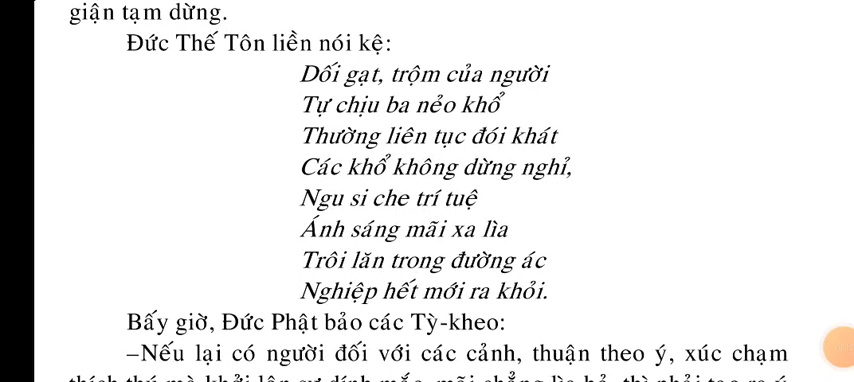 giận tạm dừng.
Đức Thế Tôn liền nói kệ:
Dối gạt, trộm của người
Tự chịu ba nẻo khổ
Thường liên tục đói khát
Các khổ không dừng nghỉ,
Ngu si che trí tuệ
Ánh sáng mãi xa lìa
Trôi lăn trong đường ác
Nghiệp hết mới ra khỏi.
Bấy giờ, Đức Phật bảo các Tỳ-kheo:
–Nếu lại có người đối với các cảnh, thuận theo ý, xúc chạm